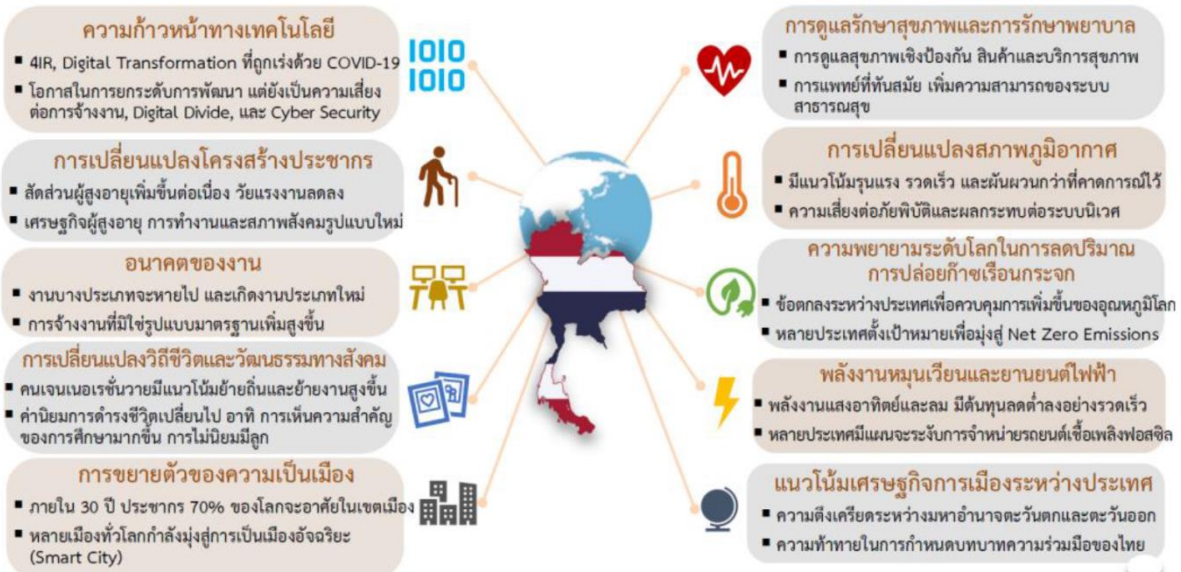 ความก้าวหน้าทางเทคโนโลยี
▪ 4IR, Digital Transformation ที่ถูกเร่งด้วย COVID-19
▪ โอกาสในการยกระดับการพัฒนา แต่ยังเป็นความเสี่ยง
ต่อการจ้างงาน, Digital Divide, และ Cyber Security
1010
1010
การเปลี่ยนแปลงโครงสร้างประชากร
▪ สัดส่วนผู้สูงอายุเพิ่มขึ้นต่อเนื่อง วัยแรงงานลดลง
▪ เศรษฐกิจผู้สูงอายุ การทำงานและสภาพสังคมรูปแบบใหม่
อนาคตของงาน
▪ งานบางประเภทจะหายไป และเกิดงานประเภทใหม่
▪ การจ้างงานที่มิใช่รูปแบบมาตรฐานเพิ่มสูงขึ้น
การเปลี่ยนแปลงวิถีชีวิตและวัฒนธรรมทางสังคม
▪ คนเจนเนอเรชั่นวายมีแนวโน้มย้ายถิ่นและย้ายงานสูงขึ้น
▪ ค่านิยมการดำรงชีวิตเปลี่ยนไป อาทิ การเห็นความสำคัญ
ของการศึกษามากขึ้น การไม่นิยมมีลูก
การขยายตัวของความเป็นเมือง
▪ ภายใน 30 ปี ประชากร 70% ของโลกจะอาศัยในเขตเมือง
▪ หลายเมืองทั่วโลกกำลังมุ่งสู่การเป็นเมืองอัจฉริยะ
(Smart City)
การดูแลรักษาสุขภาพและการรักษาพยาบาล
▪ การดูแลสุขภาพเชิงป้องกัน สินค้าและบริการสุขภาพ
▪ การแพทย์ที่ทันสมัย เพิ่มความสามารถของระบบ
สาธารณสุข
การเปลี่ยนแปลงสภาพภูมิอากาศ
▪ มีแนวโน้มรุนแรง รวดเร็ว และผันผวนกว่าที่คาดการณ์ไว้
▪ ความเสี่ยงต่อภัยพิบัติและผลกระทบต่อระบบนิเวศ
ความพยายามระดับโลกในการลดปริมาณ
การปล่อยก๊าซเรือนกระจก
▪ ข้อตกลงระหว่างประเทศเพื่อควบคุมการเพิ่มขึ้นของอุณหภูมิโลก
▪ หลายประเทศตั้งเป้าหมายเพื่อมุ่งสู่ Net Zero Emissions
พลังงานหมุนเวียนและยานยนต์ไฟฟ้า
▪ พลังงานแสงอาทิตย์และลม มีต้นทุนลดต่ำลงอย่างรวดเร็ว
▪ หลายประเทศมีแผนจะระงับการจำหน่ายรถยนต์เชื้อเพลิงฟอสซิล
แนวโน้มเศรษฐกิจการเมืองระหว่างประเทศ
▪ ความตึงเครียดระหว่างมหาอำนาจตะวันตกและตะวันออก
▪ ความท้าทายในการกำหนดบทบาทความร่วมมือของไทย